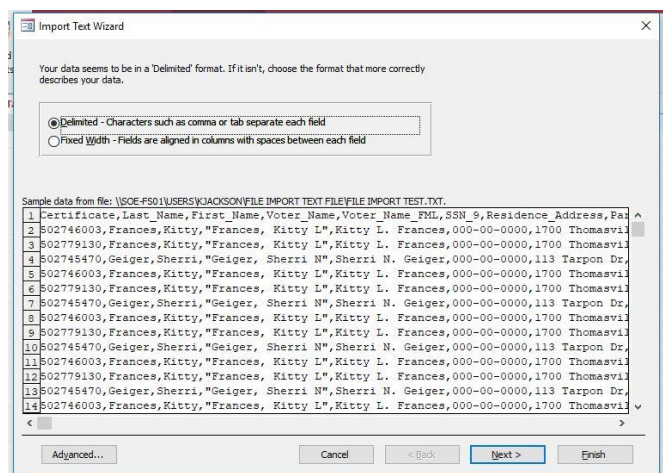 Import Text Wizard
Your data seems to be in a 'Delimited' format. If it isn't, choose the format that more correctly
describes your data.
Delimited - Characters such as comma or tab separate each field
Fixed Width - Fields are aligned in columns with spaces between each field
Sample data from file: \\SOE-FS01\USERS\KJACKSON\FILE IMPORT TEXT FILE\FILE IMPORT TEST.TXT.
1 Certificate,Last_Name,First_Name,Voter_Name,Voter_Name_FML,SSN_9,Residence_Address,Par
2 502746003,Frances,Kitty,"Frances, Kitty L",Kitty L. Frances,000-00-0000,1700 Thomasvil
3 502779130,Frances,Kitty,"Frances, Kitty L",Kitty L. Frances,000-00-0000,1700 Thomasvil
4 502745470,Geiger,Sherri,"Geiger, Sherri N",Sherri N. Geiger,000-00-0000,113 Tarpon Dr,
5 502746003,Frances,Kitty,"Frances, Kitty L",Kitty L. Frances,000-00-0000,1700 Thomasvil
6 502779130,Frances,Kitty,"Frances, Kitty L",Kitty L. Frances,000-00-0000,1700 Thomasvil
7 502745470,Geiger,Sherri,"Geiger, Sherri N",Sherri N. Geiger,000-00-0000,113 Tarpon Dr,
8 502746003,Frances,Kitty,"Frances, Kitty L",Kitty L. Frances,000-00-0000,1700 Thomasvil
9 502779130,Frances,Kitty,"Frances, Kitty L",Kitty L. Frances,000-00-0000,1700 Thomasvil
10 502745470,Geiger,Sherri,"Geiger, Sherri N",Sherri N. Geiger,000-00-0000,113 Tarpon Dr,
11 502746003,Frances,Kitty,"Frances, Kitty L",Kitty L. Frances,000-00-0000,1700 Thomasvil
12 502779130,Frances,Kitty,"Frances, Kitty L",Kitty L. Frances,000-00-0000,1700 Thomasvil
13 502745470,Geiger,Sherri,"Geiger, Sherri N",Sherri N. Geiger,000-00-0000,113 Tarpon Dr,
14 502746003,Frances,Kitty,"Frances, Kitty L",Kitty L. Frances,000-00-0000,1700 Thomasvil
Advanced... Cancel < Back Next > Finish